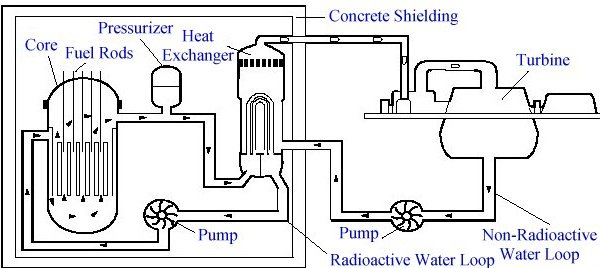 Concrete Shielding
Pressurizer
Heat
Exchanger
Core
Fuel Rods
Turbine
Pump
Pump
Radioactive Water Loop
Non-Radioactive
Water Loop